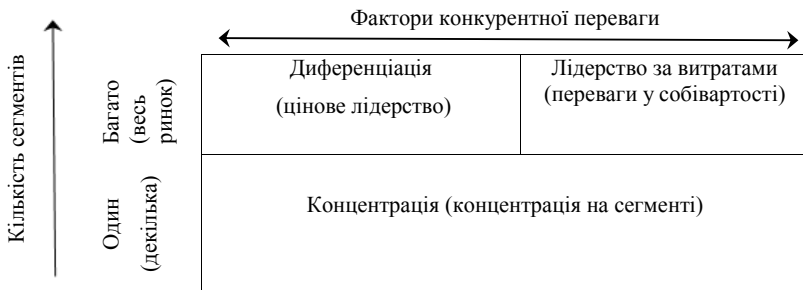 Фактори конкурентної переваги
Кількість сегментів
Багато
(весь
ринок)
Диференціація
(цінове лідерство)
Лідерство за витратами
(переваги у собівартості)
Один
(декілька)
Концентрація (концентрація на сегменті)